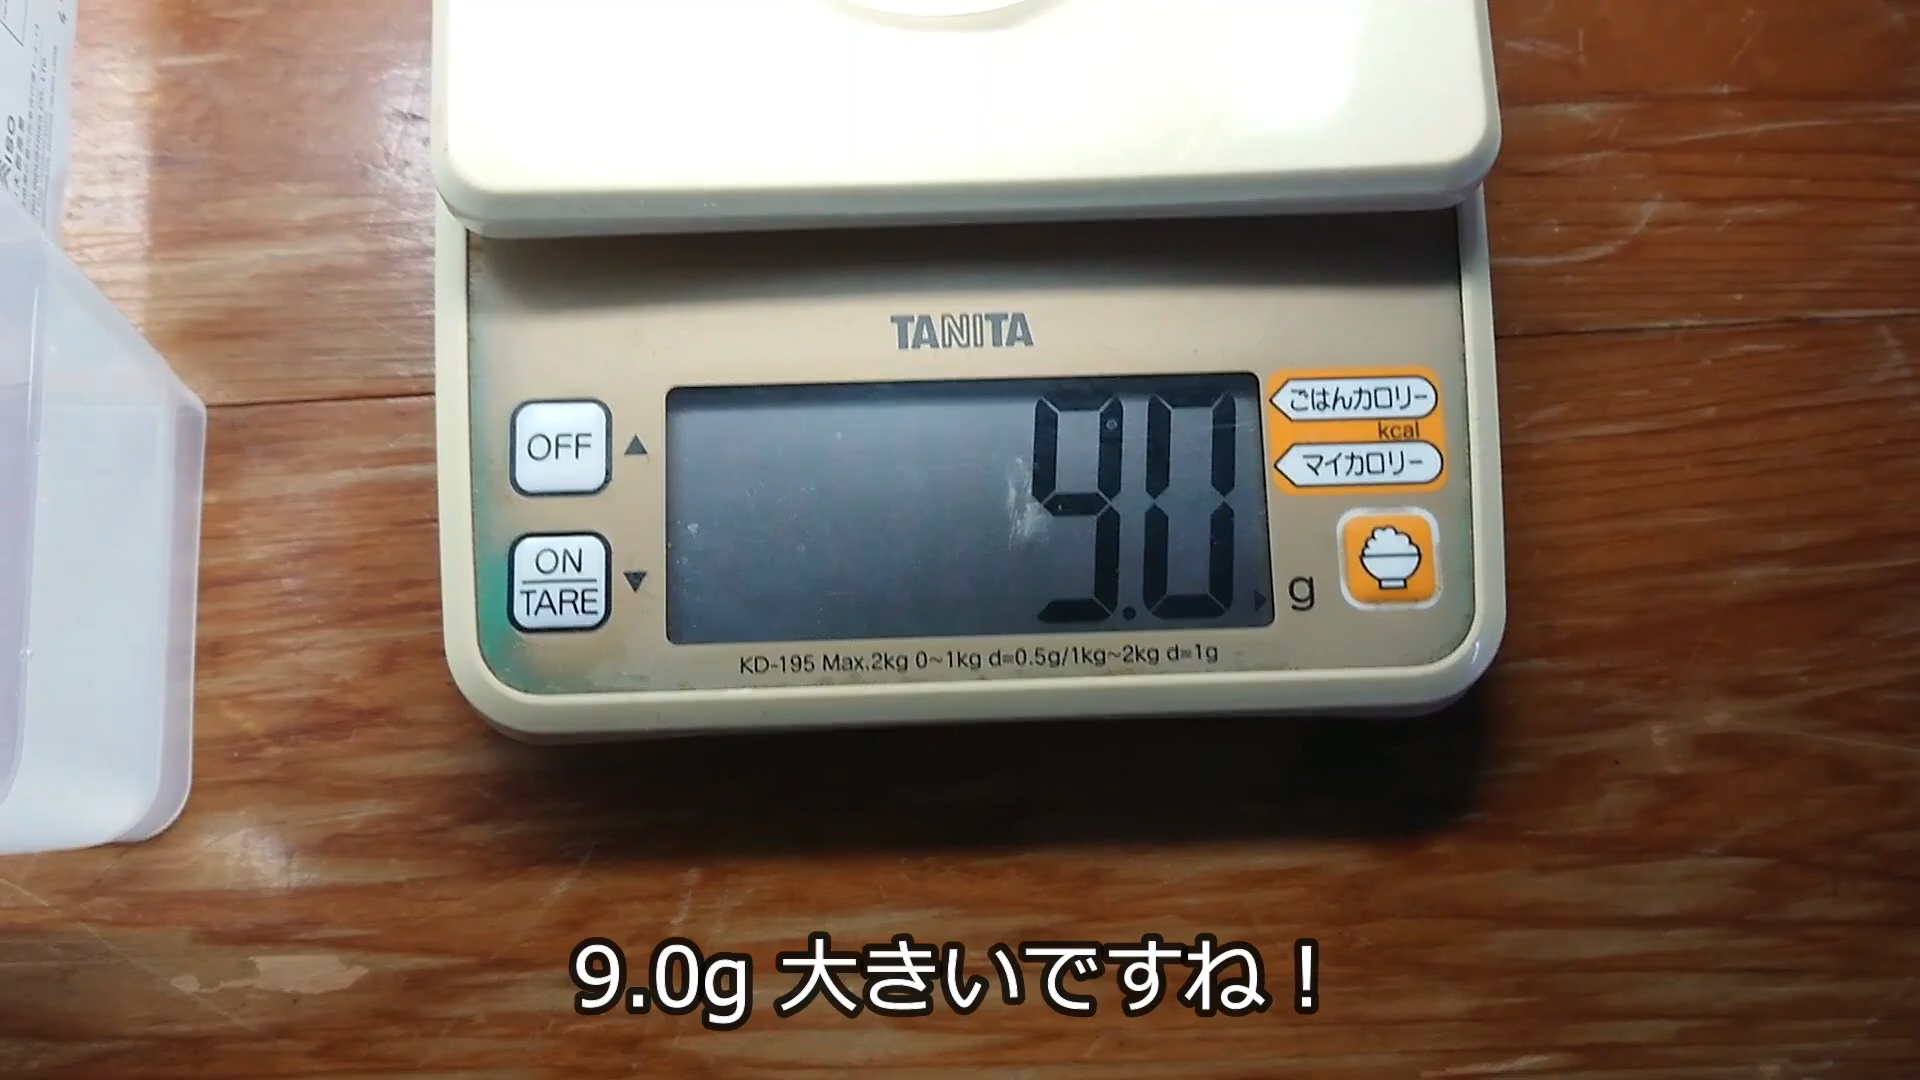 TANITA
OFF
ON
TARE
9.0
g
ごはんカロリー
kcal
マイカロリー
KD-195 Max.2kg 0~1kg d=0.5g/1kg~2kg d=1g
9.0g 大きいですね！